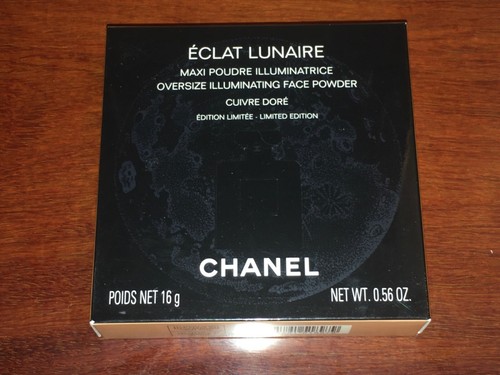 ÉCLAT LUNAIRE
MAXI POUDRE ILLUMINATRICE
OVERSIZE ILLUMINATING FACE POWDER
CUIVRE DORÉ
ÉDITION LIMITÉE - LIMITED EDITION
CHANEL
POIDS NET 16 g NET WT. 0.56 OZ.